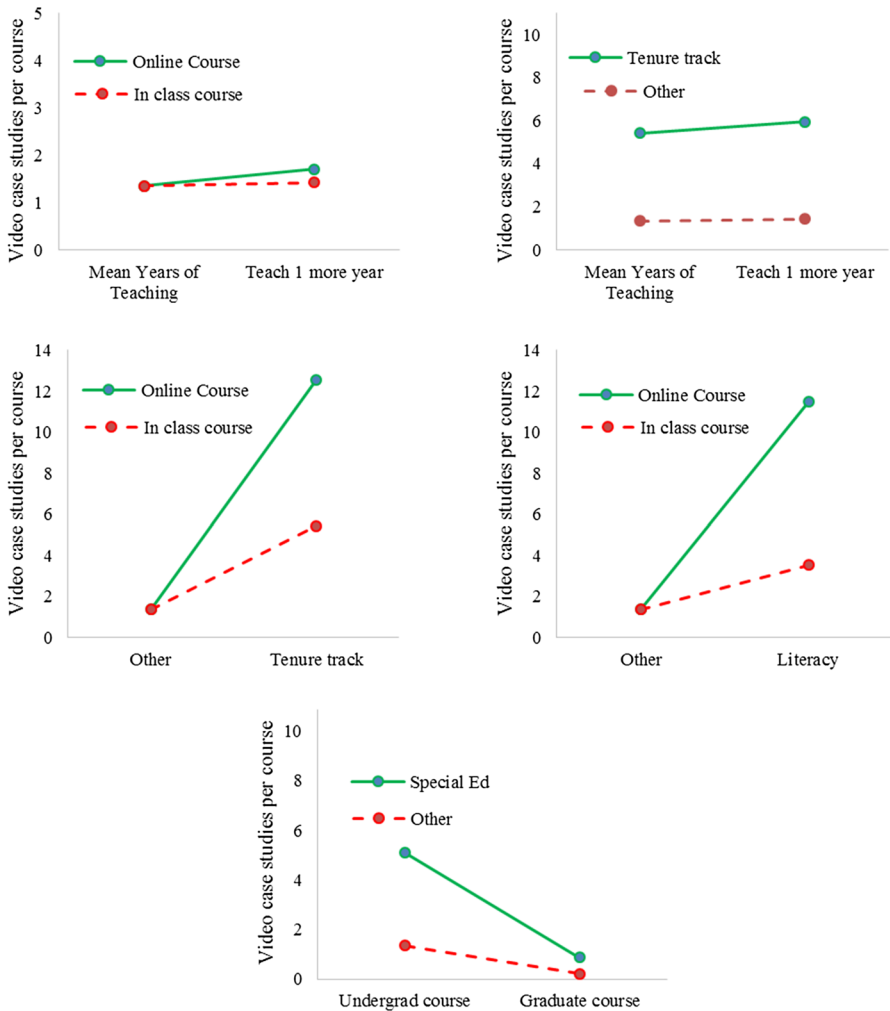 Video case studies per course
5
4
3
2
1
0
Online Course
In class course
Mean Years of
Teaching
Teach 1 more year
Video case studies per course
10
8
6
4
2
0
Tenure track
Other
Mean Years of
Teaching
Teach 1 more year
Video case studies per course
14
12
10
8
6
4
2
0
Online Course
In class course
Other
Tenure track
Video case studies per course
14
12
10
8
6
4
2
0
Online Course
In class course
Other
Literacy
Video case studies per course
10
8
6
4
2
0
Special Ed
Other
Undergrad course
Graduate course